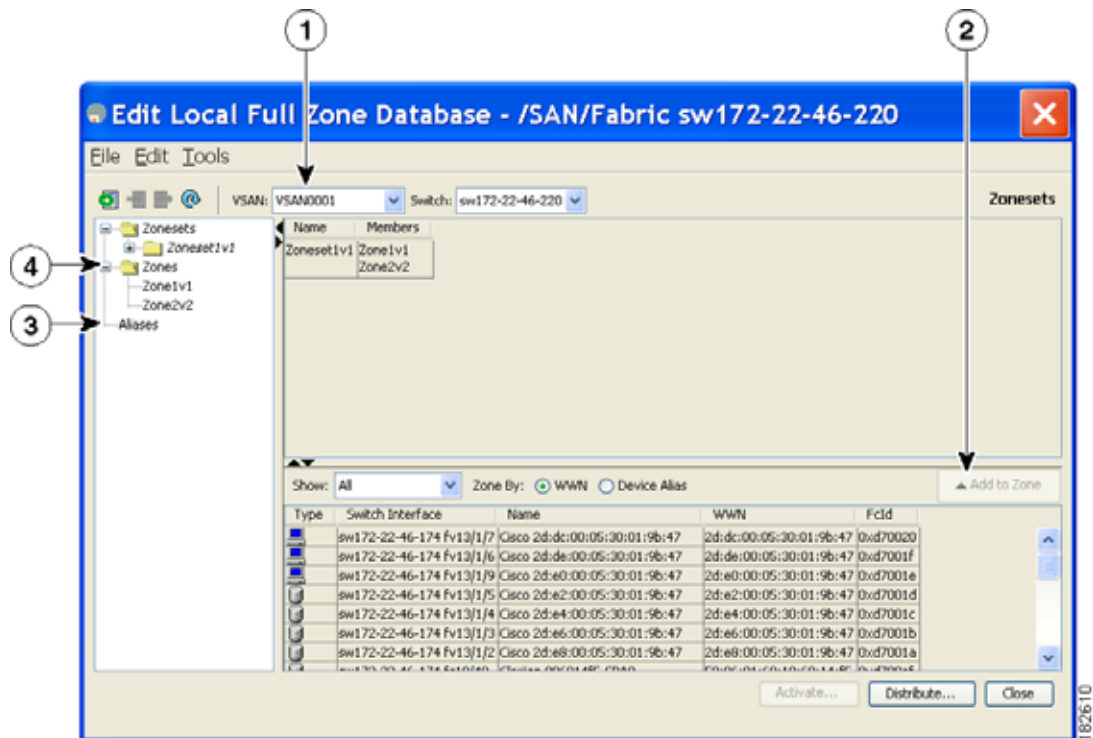 1
2
Edit Local Full Zone Database - /SAN/Fabric sw172-22-46-220
File Edit Tools
VSAN: VSAN0001 Switch: sw172-22-46-220 Zonesets
Zonesets
Zoneset1v1
4 Zones
Zone1v1
Zone2v2
3 Aliases
Name Members
Zoneset1v1 Zone1v1
Zone2v2
Show: All Zone By: WWN Device Alias Add to Zone
Type Switch Interface Name WWN FcId
sw172-22-46-174 fv13/1/7 Cisco 2d:dc:00:05:30:01:9b:47 2d:dc:00:05:30:01:9b:47 0xd70020
sw172-22-46-174 fv13/1/6 Cisco 2d:de:00:05:30:01:9b:47 2d:de:00:05:30:01:9b:47 0xd7001f
sw172-22-46-174 fv13/1/9 Cisco 2d:e0:00:05:30:01:9b:47 2d:e0:00:05:30:01:9b:47 0xd7001e
sw172-22-46-174 fv13/1/5 Cisco 2d:e2:00:05:30:01:9b:47 2d:e2:00:05:30:01:9b:47 0xd7001d
sw172-22-46-174 fv13/1/4 Cisco 2d:e4:00:05:30:01:9b:47 2d:e4:00:05:30:01:9b:47 0xd7001c
sw172-22-46-174 fv13/1/3 Cisco 2d:e6:00:05:30:01:9b:47 2d:e6:00:05:30:01:9b:47 0xd7001b
sw172-22-46-174 fv13/1/2 Cisco 2d:e8:00:05:30:01:9b:47 2d:e8:00:05:30:01:9b:47 0xd7001a
Activate... Distribute... Close
182610